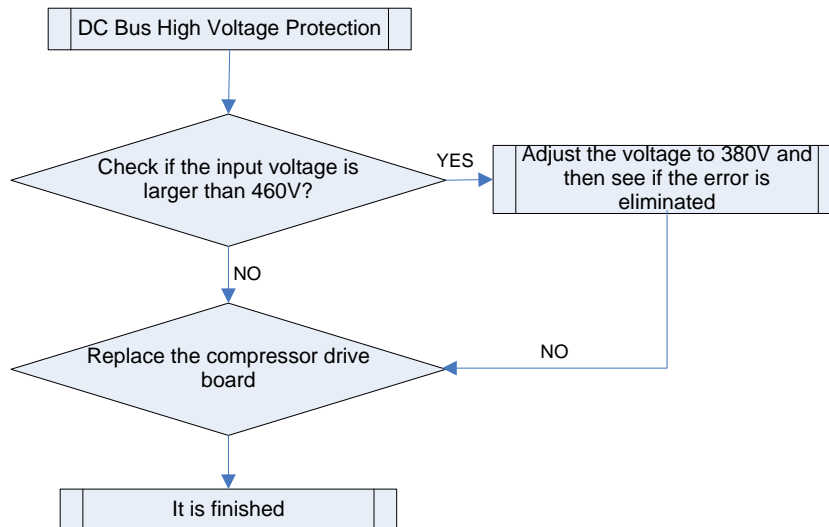 DC Bus High Voltage Protection
Check if the input voltage is
larger than 460V?
YES
Adjust the voltage to 380V and
then see if the error is
eliminated
NO
Replace the compressor drive
board
NO
It is finished